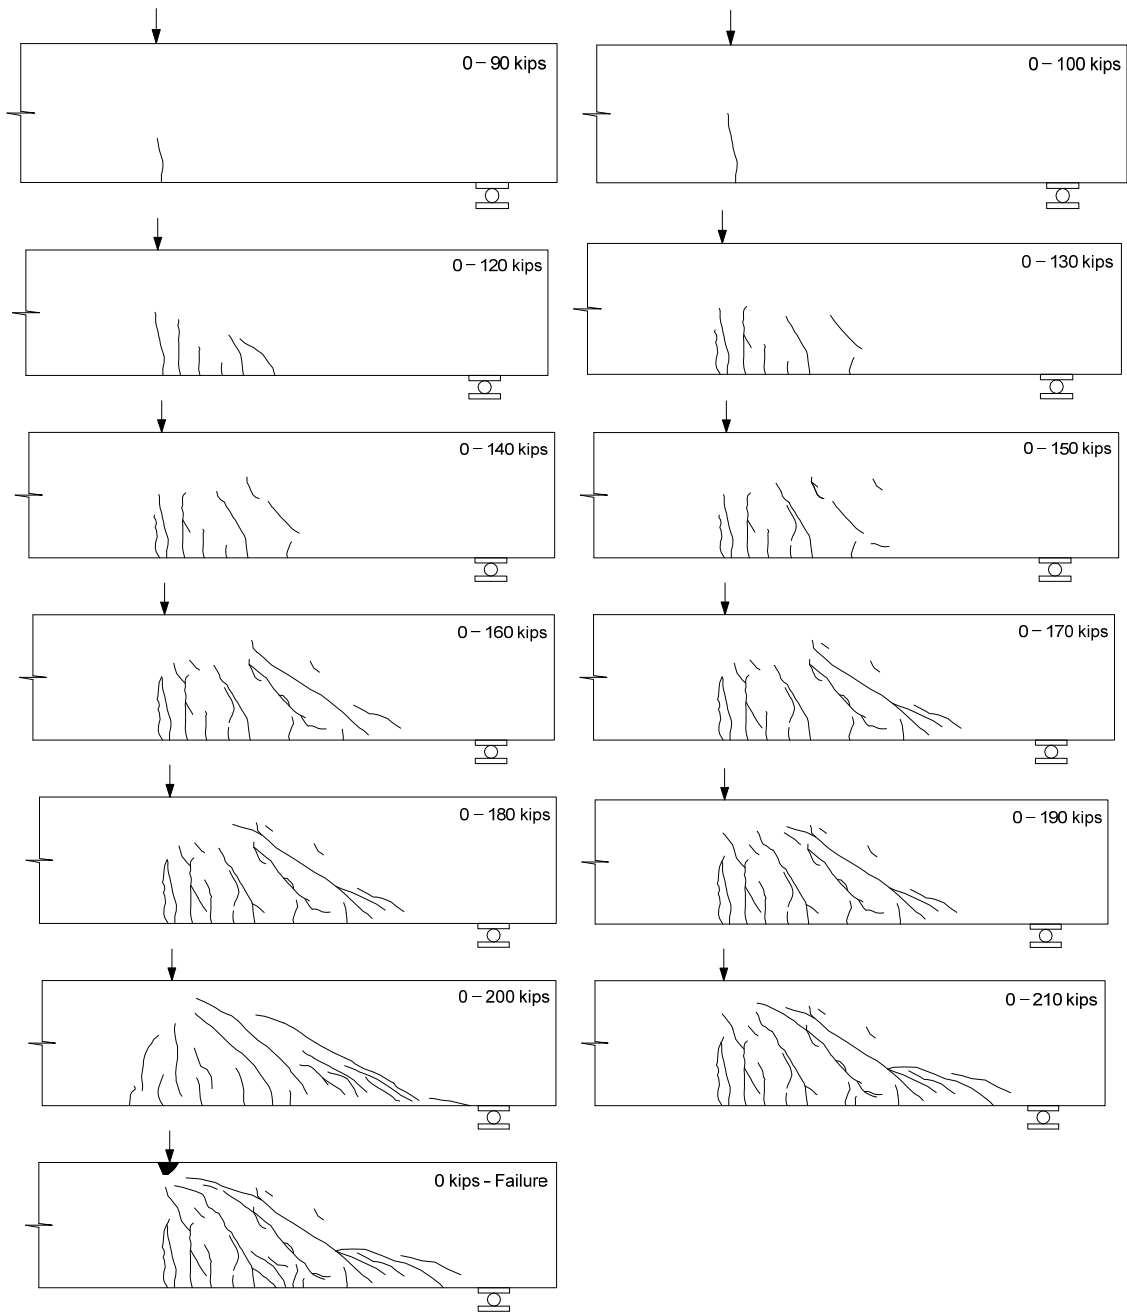 0 – 90 kips
0 – 100 kips
0 – 120 kips
0 – 130 kips
0 – 140 kips
0 – 150 kips
0 – 160 kips
0 – 170 kips
0 – 180 kips
0 – 190 kips
0 – 200 kips
0 – 210 kips
0 kips - Failure